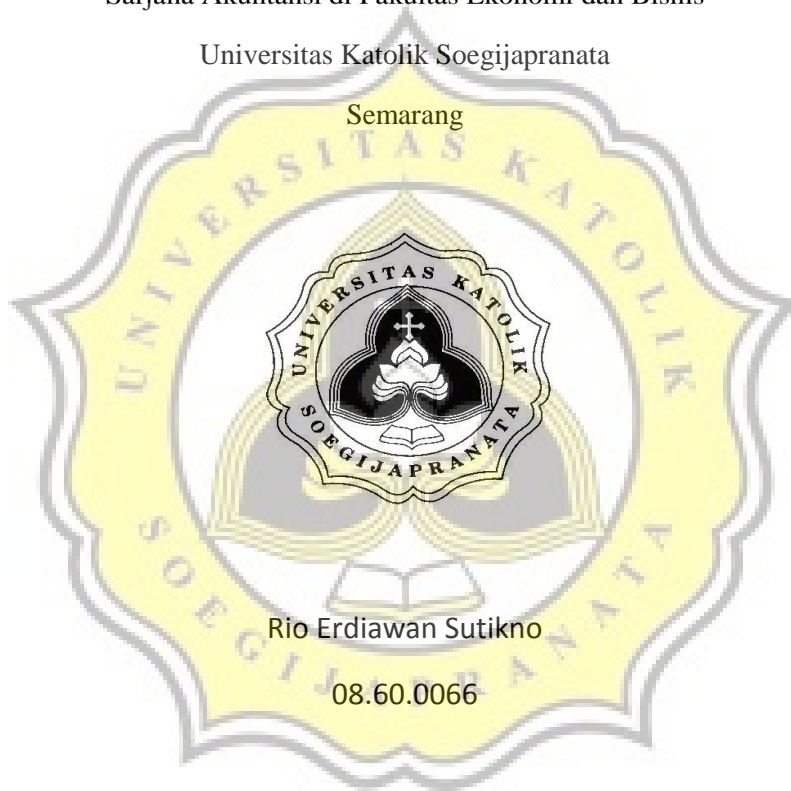 Sarjana Akuntansi di Fakultas Ekonomi dan Bisnis
Universitas Katolik Soegijapranata
Semarang
UNIVERSITAS KATOLIK
SOEGIJAPRANATA
UNIVERSITAS KATOLIK
SOEGIJAPRANATA
Rio Erdiawan Sutikno
08.60.0066